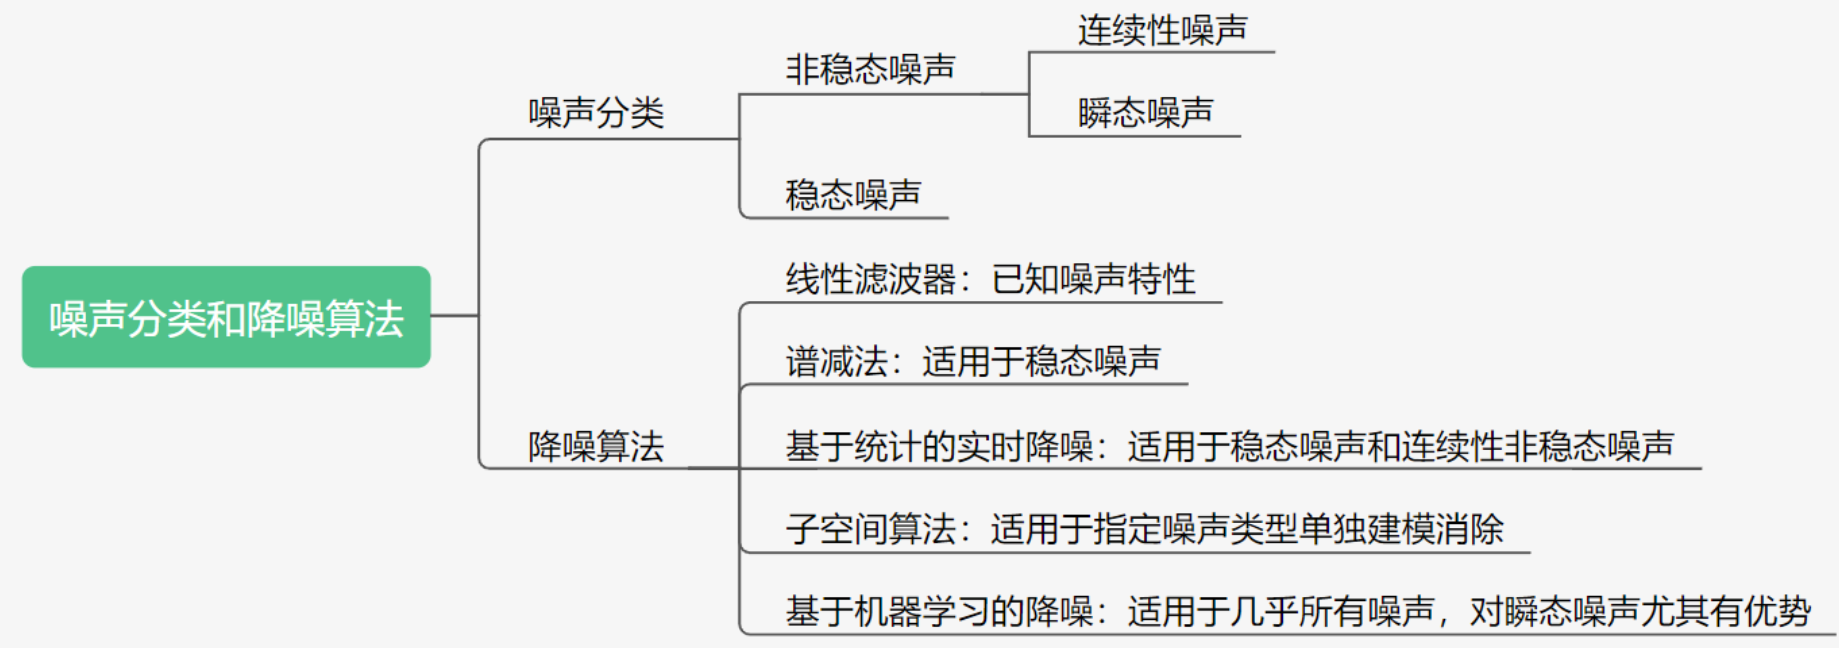 连续性噪声
非稳态噪声
噪声分类
瞬态噪声
稳态噪声
线性滤波器：已知噪声特性
噪声分类和降噪算法
谱减法：适用于稳态噪声
降噪算法
基于统计的实时降噪：适用于稳态噪声和连续性非稳态噪声
子空间算法：适用于指定噪声类型单独建模消除
基于机器学习的降噪：适用于几乎所有噪声，对瞬态噪声尤其有优势